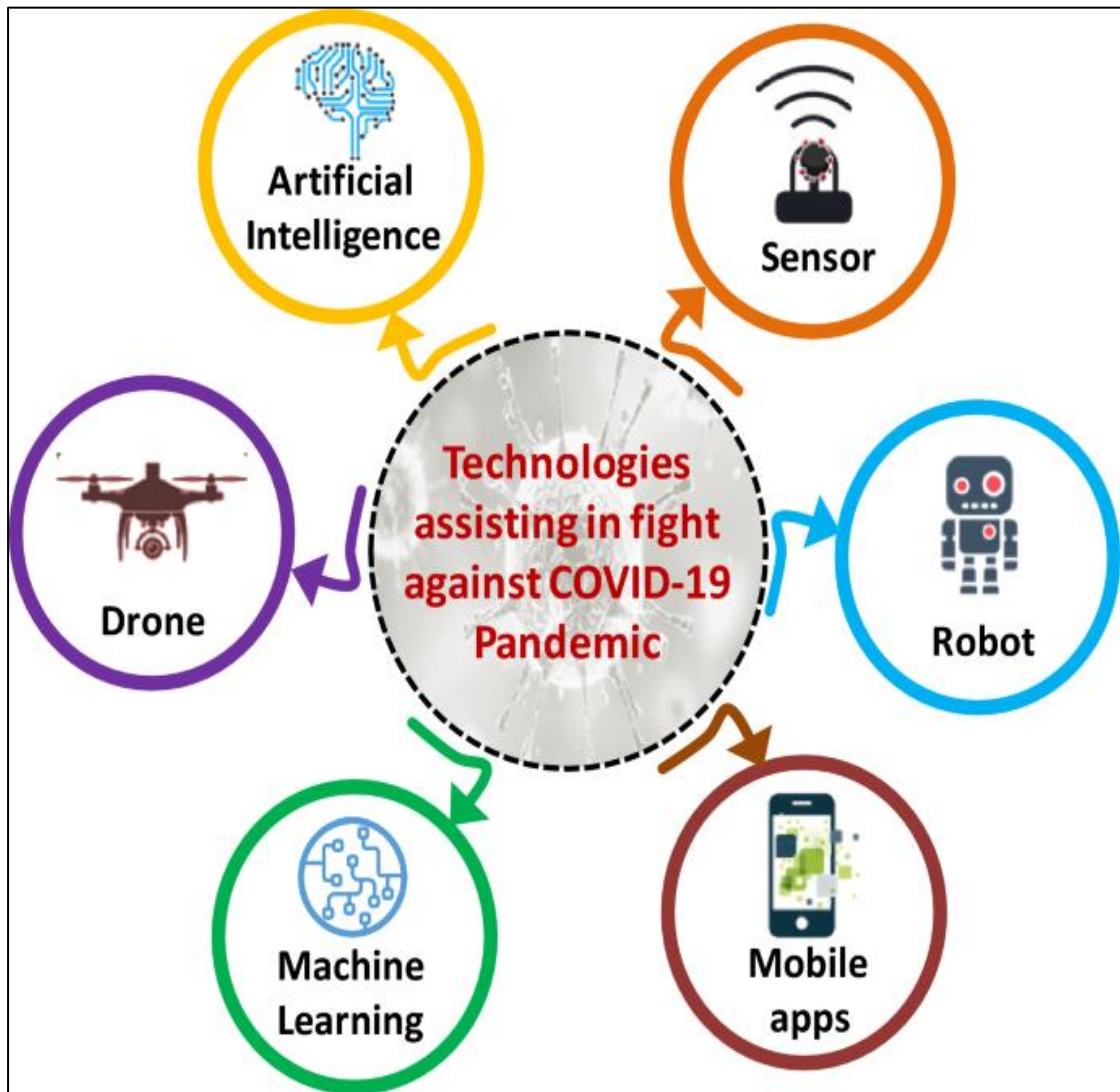 Artificial
Intelligence
Sensor
Technologies
assisting in fight
against COVID-19
Pandemic
Drone
Robot
Machine
Learning
Mobile
apps